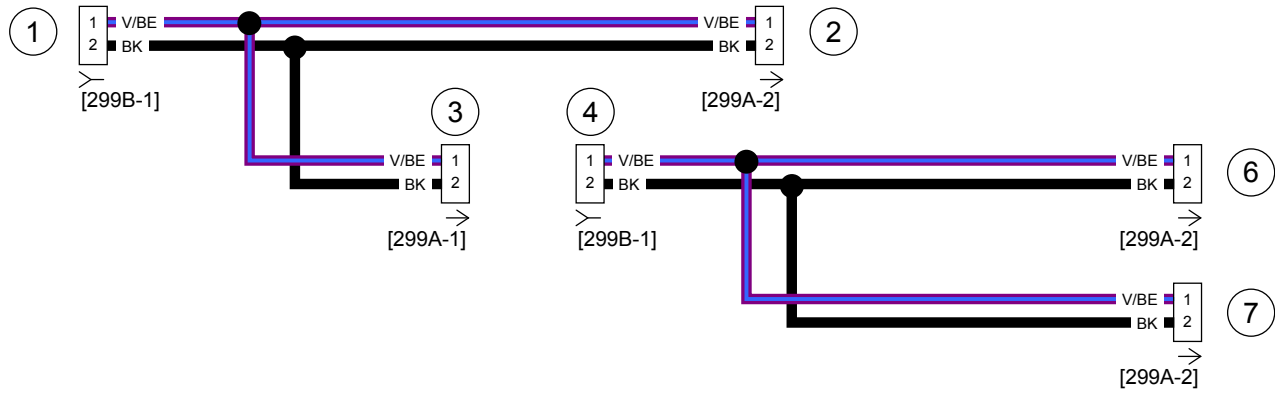 1
1 V/BE V/BE 1
2 BK BK 2
2
[299B-1]
[299A-2]
3
4
V/BE 1
BK 2
[299A-1]
1 V/BE V/BE 1
2 BK BK 2
6
[299B-1]
[299A-2]
V/BE 1
BK 2
7
[299A-2]